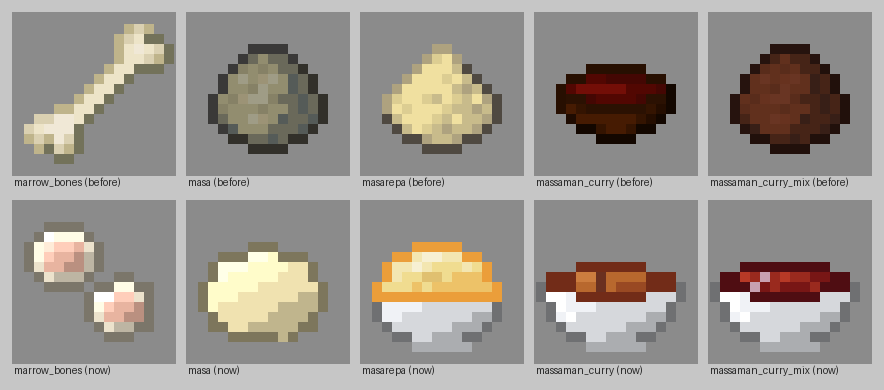 marrow_bones (before)
masa (before)
masarepa (before)
massaman_curry (before)
massaman_curry_mix (before)
marrow_bones (now)
masa (now)
masarepa (now)
massaman_curry (now)
massaman_curry_mix (now)